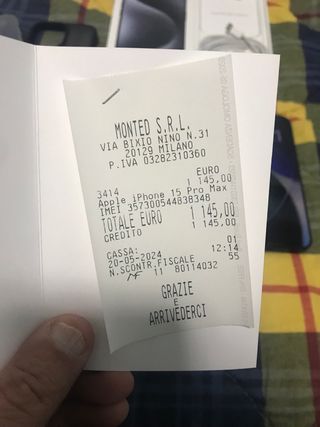 MONTED S.R.L.
VIA BIXIO NINO N.31
20129 MILANO
P.IVA 03282310360
EURO
3414 1 145,00
Apple iPhone 15 Pro Max
IMEI 357300544838348
TOTALE EURO 1 145,00
CREDITO 1 145,00
CASSA: 01
20-05-2024 12:14
N.SCONTR.FISCALE 55
MF 11 80114032
GRAZIE
E
ARRIVEDERCI